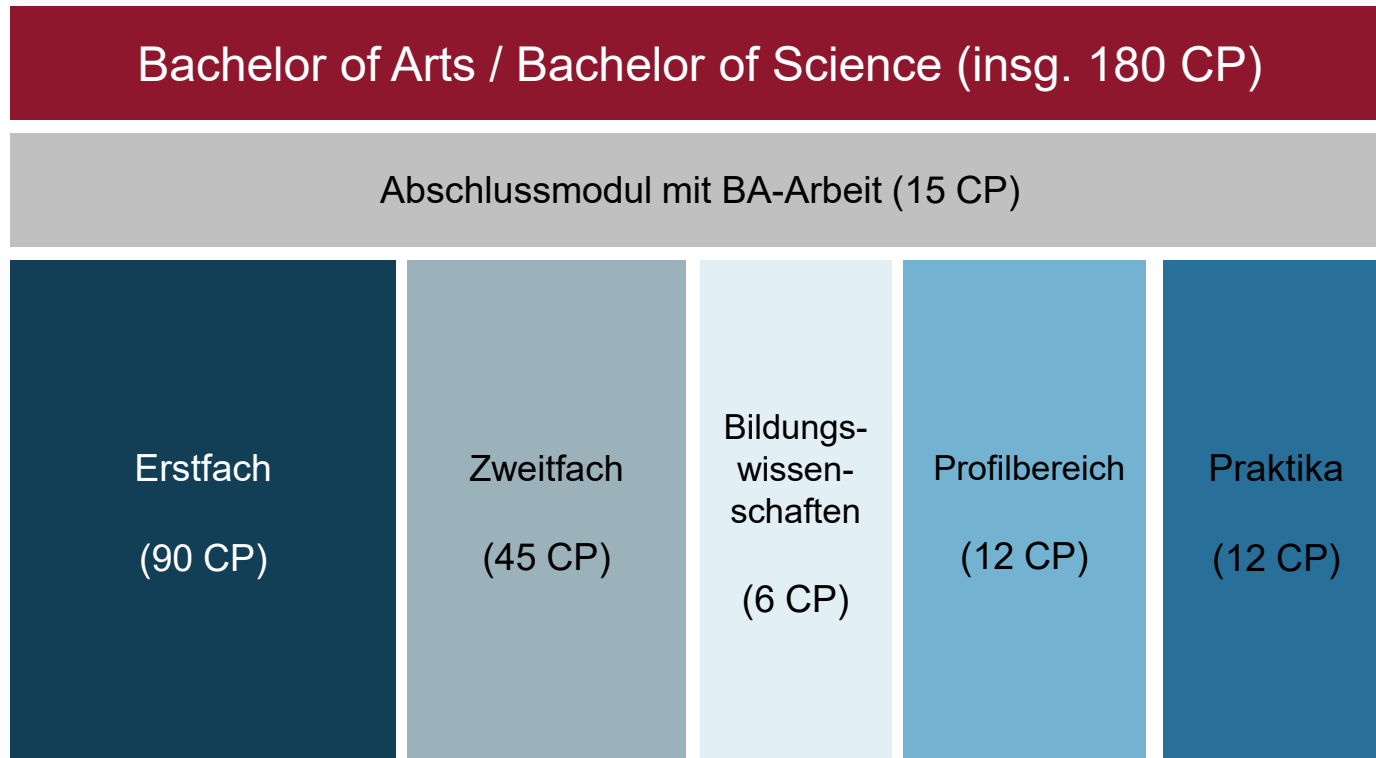 Bachelor of Arts / Bachelor of Science (insg. 180 CP)
Abschlussmodul mit BA-Arbeit (15 CP)
Erstfach
(90 CP)
Zweitfach
(45 CP)
Bildungs-
wissen-
schaften
(6 CP)
Profilbereich
(12 CP)
Praktika
(12 CP)